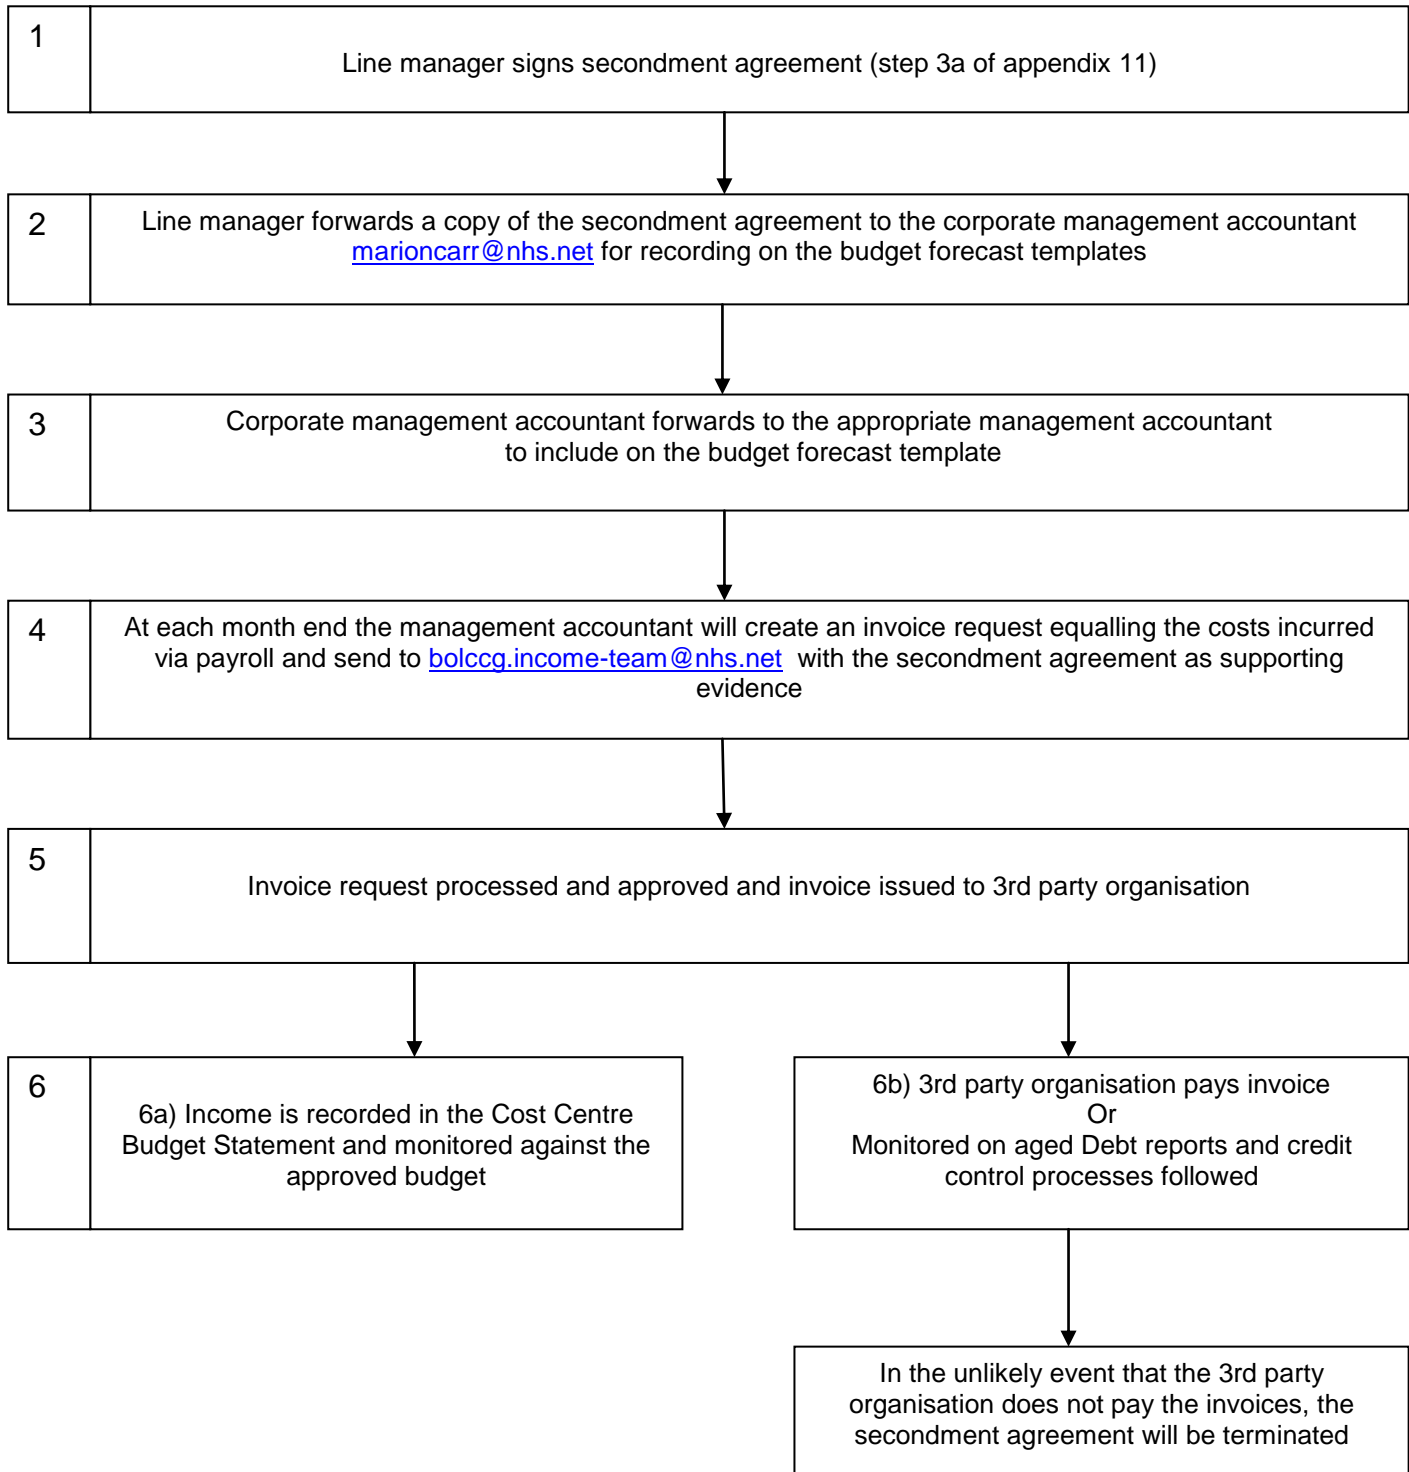 1
Line manager signs secondment agreement (step 3a of appendix 11)
2
Line manager forwards a copy of the secondment agreement to the corporate management accountant
marioncarr@nhs.net for recording on the budget forecast templates
3
Corporate management accountant forwards to the appropriate management accountant
to include on the budget forecast template
4
At each month end the management accountant will create an invoice request equalling the costs incurred
via payroll and send to bolccg.income-team@nhs.net with the secondment agreement as supporting
evidence
5
Invoice request processed and approved and invoice issued to 3rd party organisation
6
6a) Income is recorded in the Cost Centre
Budget Statement and monitored against the
approved budget
6b) 3rd party organisation pays invoice
Or
Monitored on aged Debt reports and credit
control processes followed
In the unlikely event that the 3rd party
organisation does not pay the invoices, the
secondment agreement will be terminated